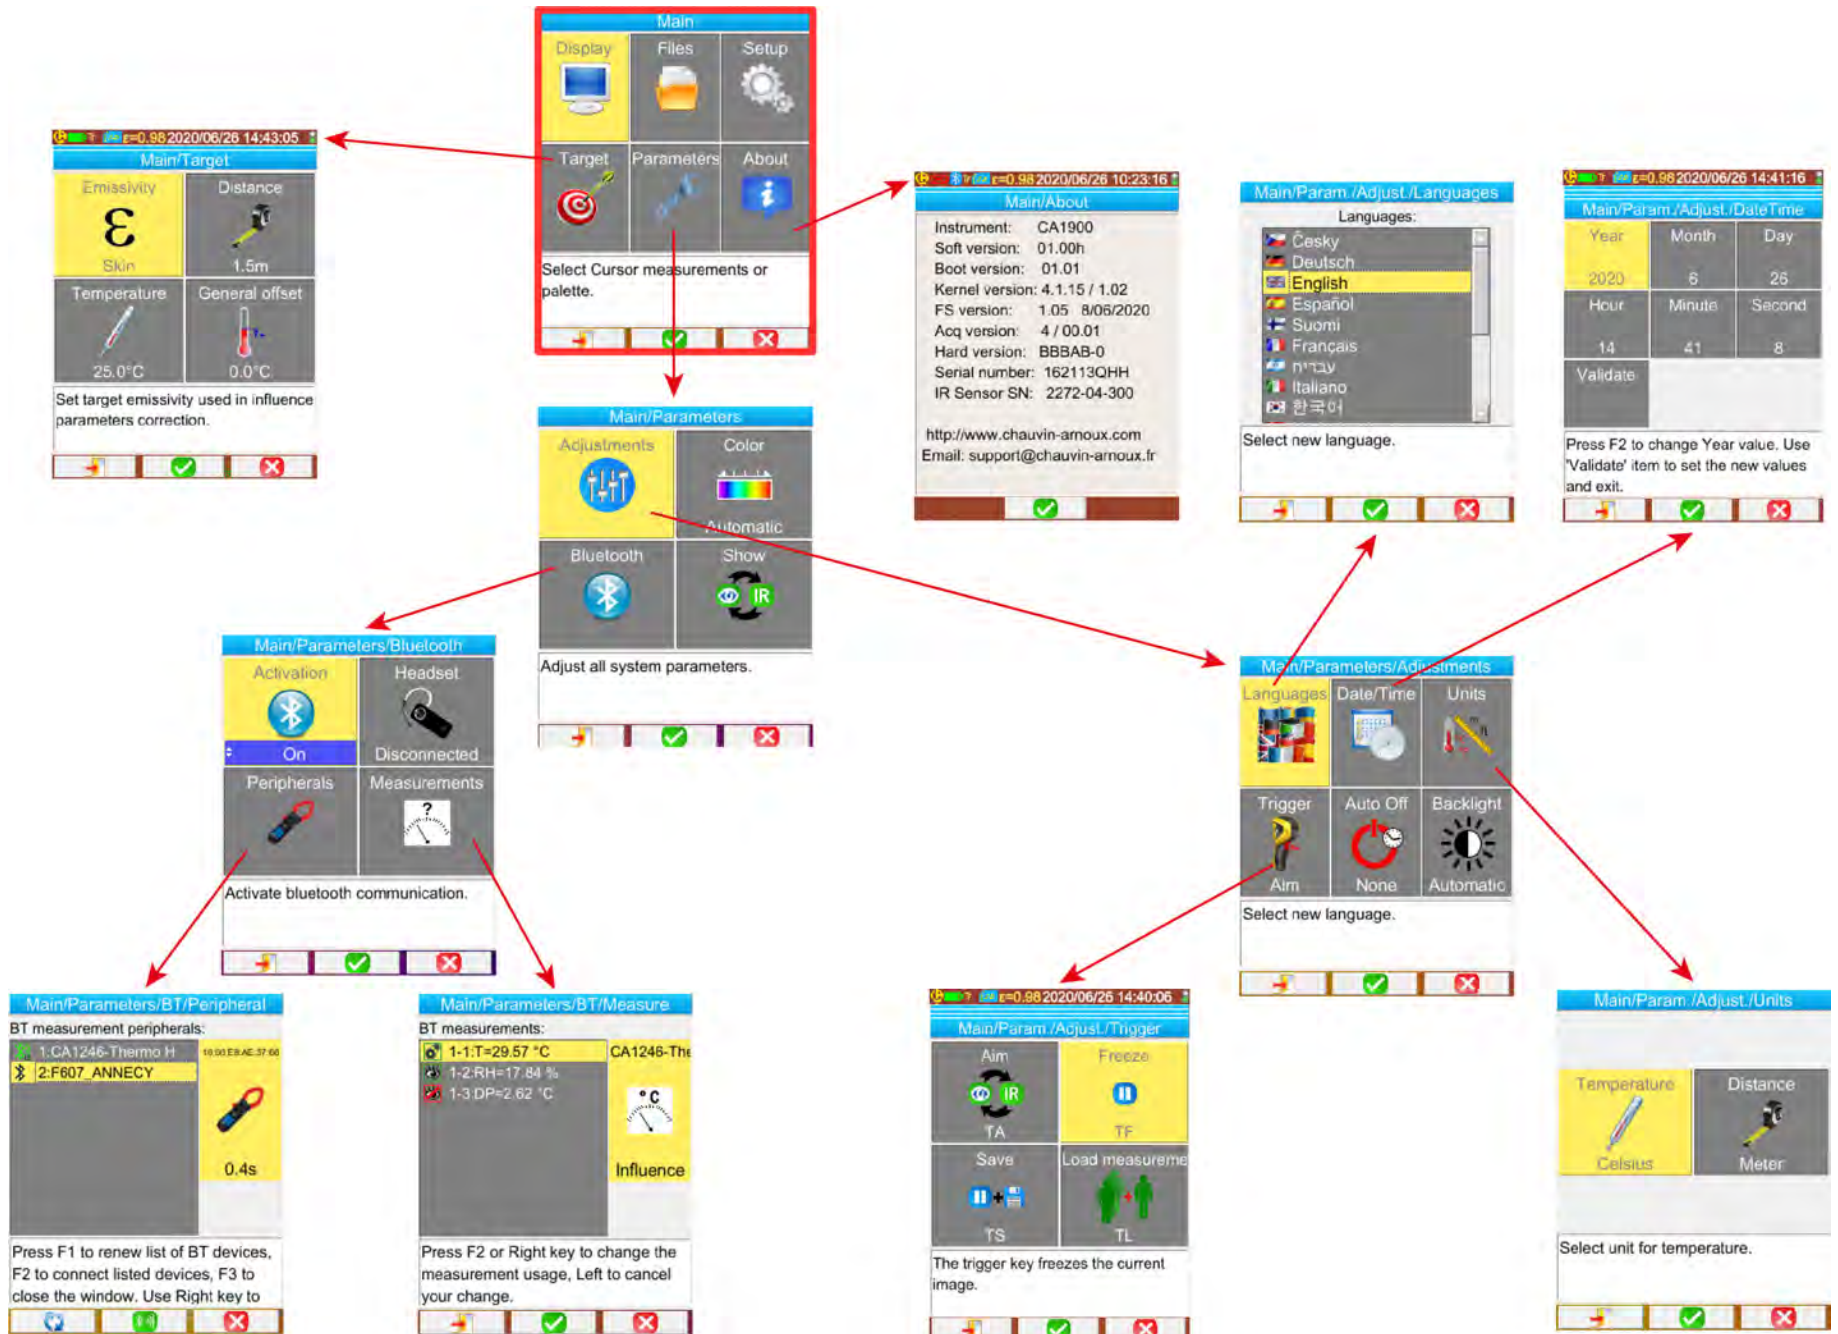 Main
Display Files Setup
Target Parameters About
Select Cursor measurements or
palette.
ε=0.98 2020/06/26 14:43:05
Main/Target
Emissivity Distance
ε
Skin 1.5m
Temperature General offset
25.0°C 0.0°C
Set target emissivity used in influence
parameters correction.
ε=0.98 2020/06/26 10:23:16
Main/About
Instrument: CA1900
Soft version: 01.00h
Boot version: 01.01
Kernel version: 4.1.15 / 1.02
FS version: 1.05 8/06/2020
Acq version: 4 / 00.01
Hard version: BBBAB-0
Serial number: 162113QHH
IR Sensor SN: 2272-04-300
http://www.chauvin-arnoux.com
Email: support@chauvin-arnoux.fr
Main/Param./Adjust./Languages
Languages:
Česky
Deutsch
English
Español
Suomi
Français
עברית
Italiano
한국어
Select new language.
ε=0.98 2020/06/26 14:41:16
Main/Param./Adjust./DateTime
Year Month Day
2020 6 26
Hour Minute Second
14 41 8
Validate
Press F2 to change Year value. Use
'Validate' item to set the new values
and exit.
Main/Parameters
Adjustments Color
Automatic
Bluetooth Show
IR
Adjust all system parameters.
Main/Parameters/Bluetooth
Activation Headset
On Disconnected
Peripherals Measurements
?
Activate bluetooth communication.
Main/Parameters/Adjustments
Languages Date/Time Units
Trigger Auto Off Backlight
Aim None Automatic
Select new language.
Main/Parameters/BT/Peripheral
BT measurement peripherals:
1:CA1246-Thermo H
2:F607_ANNECY
0.4s
Press F1 to renew list of BT devices,
F2 to connect listed devices, F3 to
close the window. Use Right key to
Main/Parameters/BT/Measure
BT measurements:
1-1:T=29.57 °C CA1246-The
1-2:RH=17.84 %
1-3:DP=2.62 °C
°C
Influence
Press F2 or Right key to change the
measurement usage, Left to cancel
your change.
ε=0.98 2020/06/26 14:40:06
Main/Param./Adjust./Trigger
Aim Freeze
IR
TA TF
Save Load measureme
TS TL
The trigger key freezes the current
image.
Main/Param./Adjust./Units
Temperature Distance
Celsius Meter
Select unit for temperature.